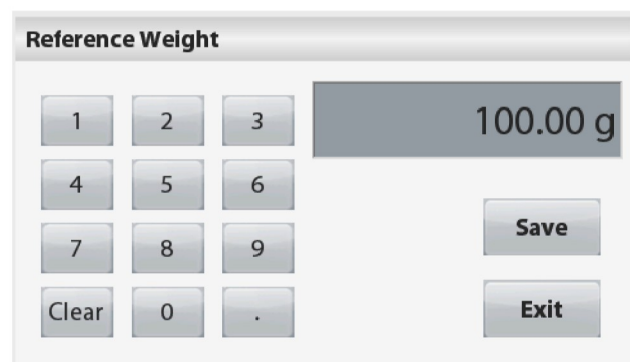 Reference Weight
100.00 g
1 2 3
4 5 6
7 8 9
Clear 0 .
Save
Exit